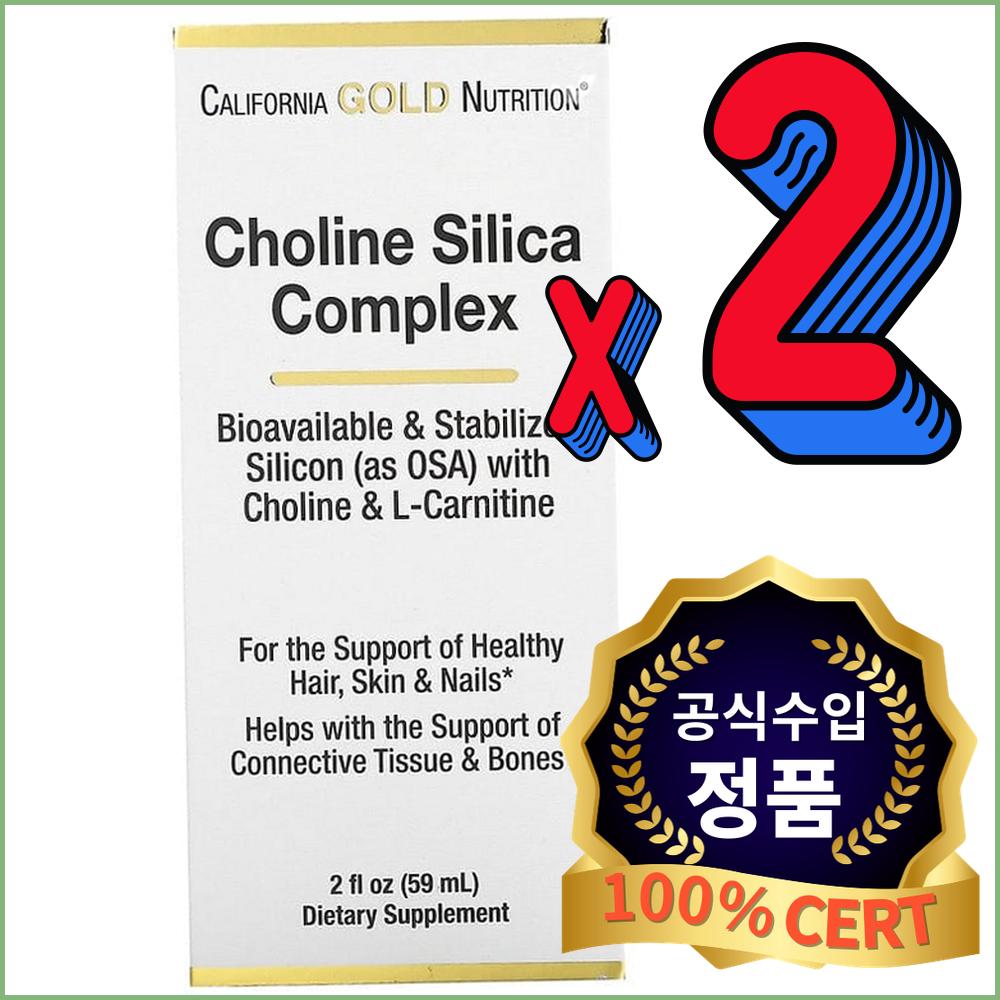 CALIFORNIA GOLD NUTRITION®
Choline Silica
Complex
x2
Bioavailable & Stabiliz
Silicon (as OSA) with
Choline & L-Carnitine
For the Support of Healthy
Hair, Skin & Nails*
Helps with the Support of
Connective Tissue & Bones
2 fl oz (59 mL)
Dietary Supplement
공식수입
정품
100% CERT